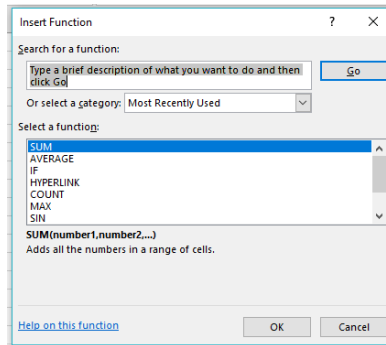 Insert Function ? ×
Search for a function:
Type a brief description of what you want to do and then
click Go
Go
Or select a category: Most Recently Used
Select a function:
SUM
AVERAGE
IF
HYPERLINK
COUNT
MAX
SIN
SUM(number1,number2,...)
Adds all the numbers in a range of cells.
Help on this function
OK Cancel